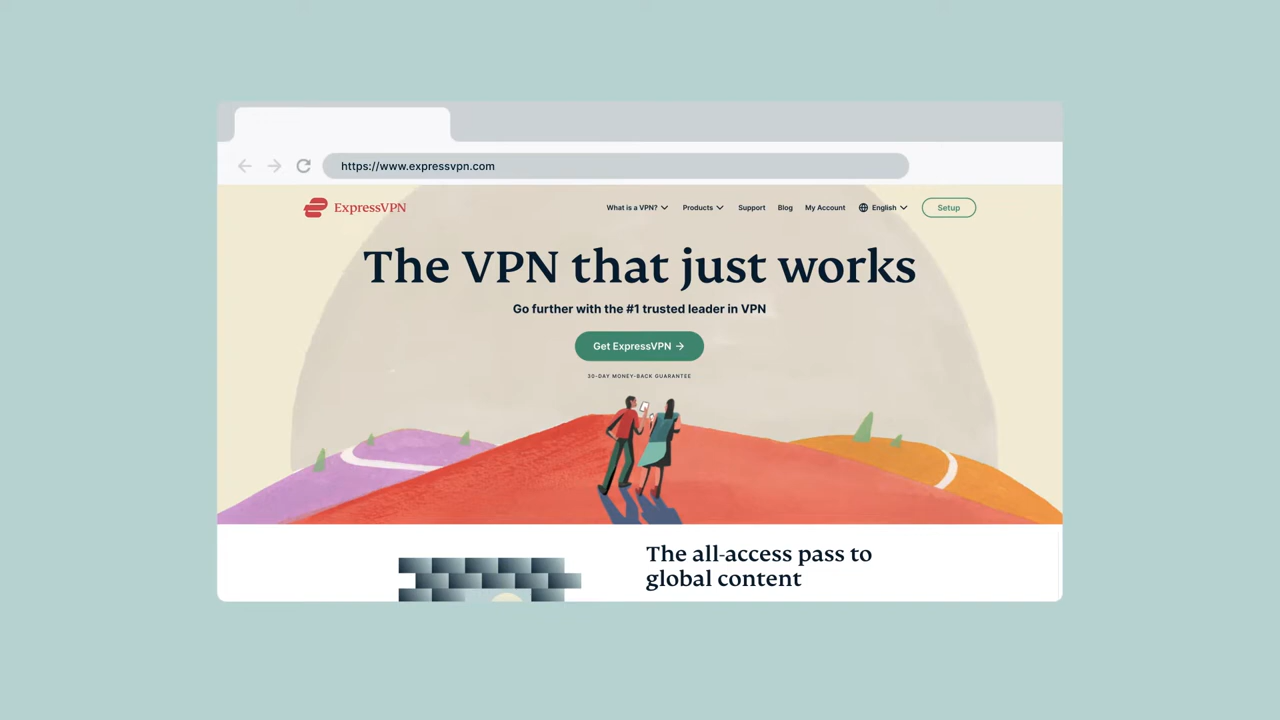 https://www.expressvpn.com
ExpressVPN
What is a VPN?
Products
Support
Blog
My Account
English
Setup
The VPN that just works
Go further with the #1 trusted leader in VPN
Get ExpressVPN →
30-DAY MONEY-BACK GUARANTEE
The all-access pass to
global content